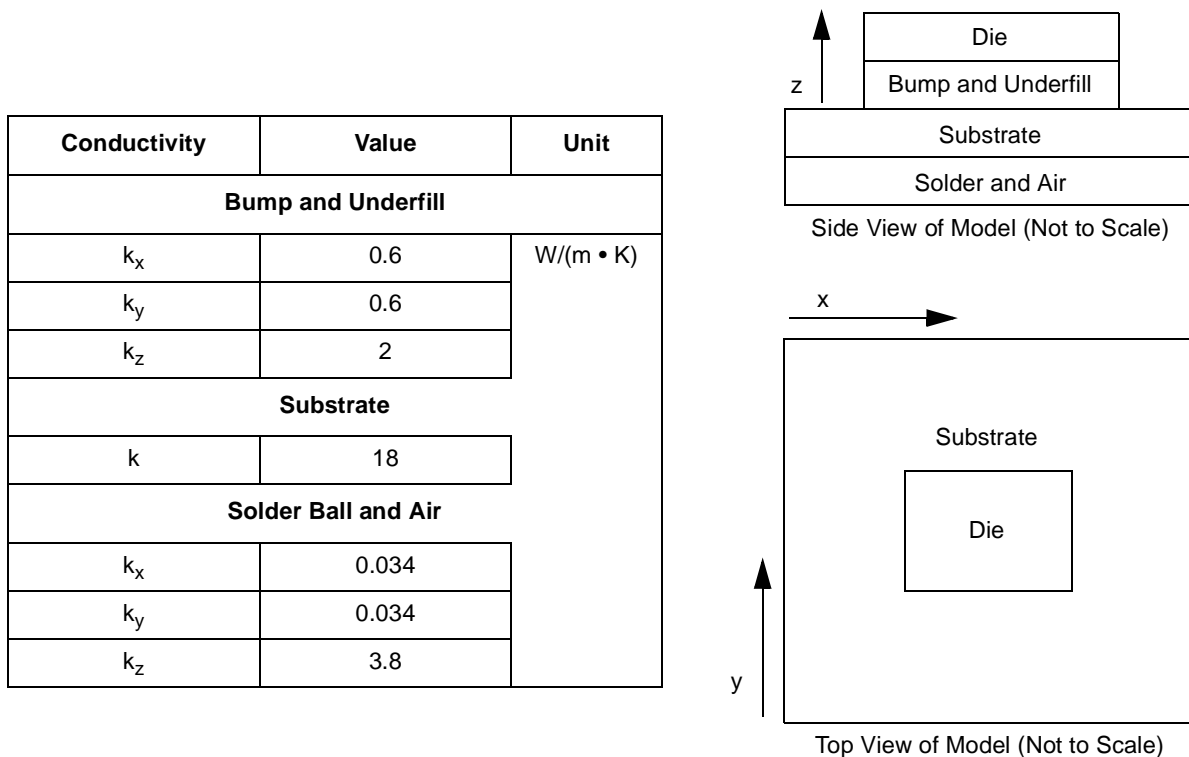 Conductivity Value Unit
Bump and Underfill
kx 0.6 W/(m • K)
ky 0.6
kz 2
Substrate
k 18
Solder Ball and Air
kx 0.034
ky 0.034
kz 3.8
Die
z
Bump and Underfill
Substrate
Solder and Air
Side View of Model (Not to Scale)
x
Substrate
Die
y
Top View of Model (Not to Scale)